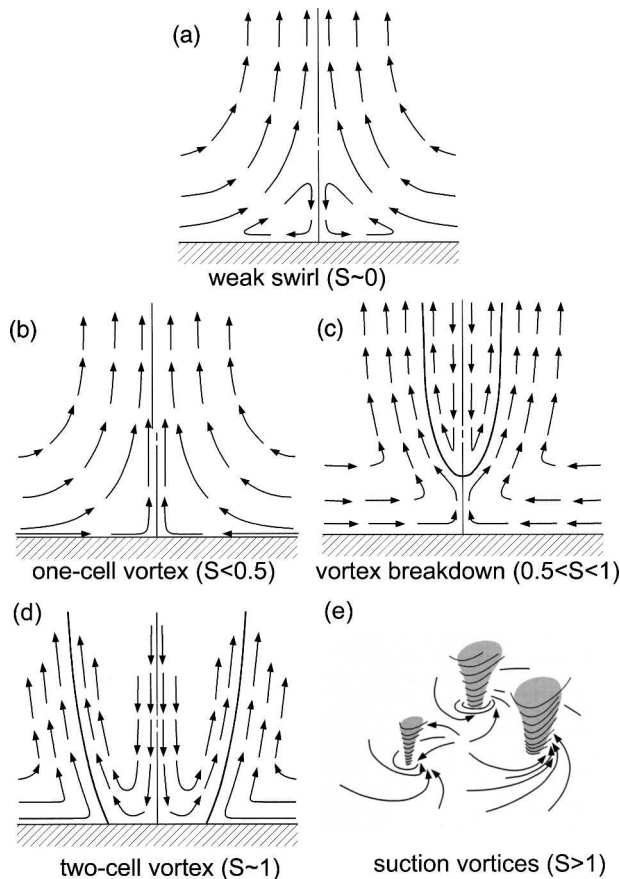 (a)
weak swirl (S~0)
(b)
(c)
one-cell vortex (S<0.5)
vortex breakdown (0.5<S<1)
(d)
(e)
two-cell vortex (S~1)
suction vortices (S>1)